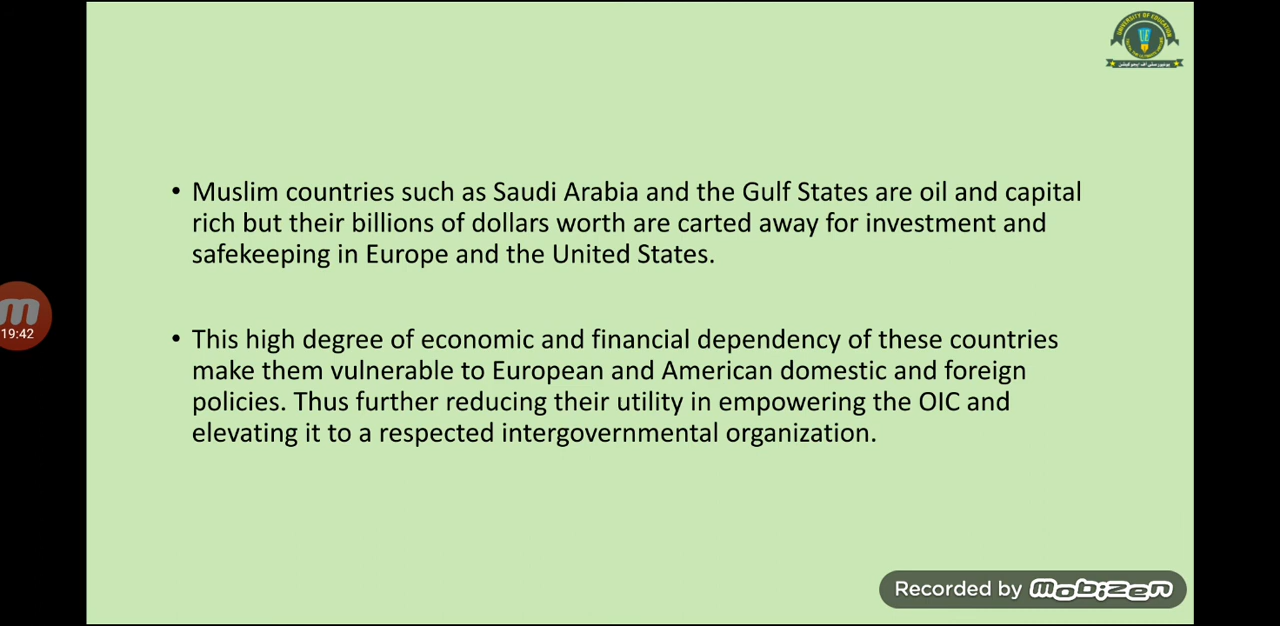 UNIVERSITY OF EDUCATION
• Muslim countries such as Saudi Arabia and the Gulf States are oil and capital
rich but their billions of dollars worth are carted away for investment and
safekeeping in Europe and the United States.
19:42
• This high degree of economic and financial dependency of these countries
make them vulnerable to European and American domestic and foreign
policies. Thus further reducing their utility in empowering the OIC and
elevating it to a respected intergovernmental organization.
Recorded by mobizen